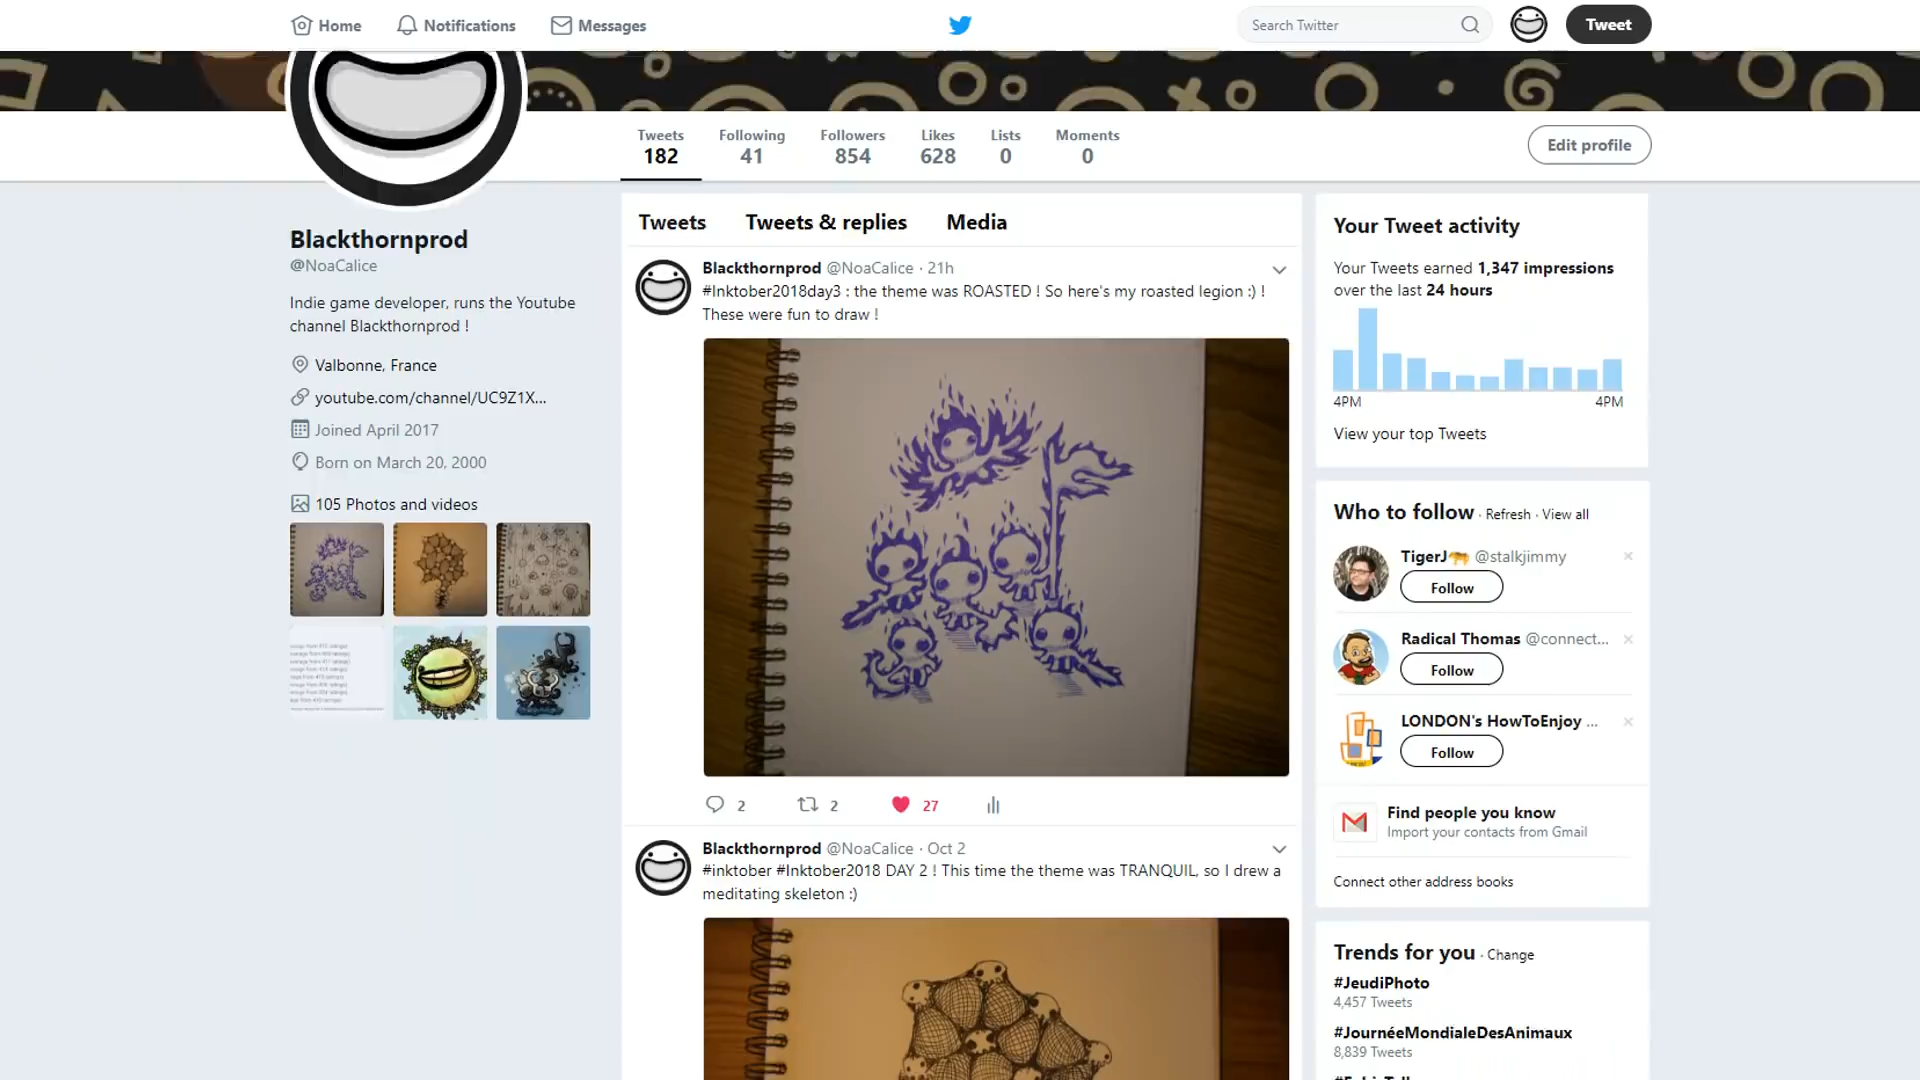 Home
Notifications
Messages
Search Twitter
Tweet
Tweets
182
Following
41
Followers
854
Likes
628
Lists
0
Moments
0
Edit profile
Blackthornprod
@NoaCalice
Indie game developer, runs the Youtube
channel Blackthornprod !
Valbonne, France
youtube.com/channel/UC9Z1X...
Joined April 2017
Born on March 20, 2000
105 Photos and videos
Tweets
Tweets & replies
Media
Blackthornprod @NoaCalice · 21h
#Inktober2018day3 : the theme was ROASTED ! So here's my roasted legion :) !
These were fun to draw !
2
2
27
Blackthornprod @NoaCalice · Oct 2
#inktober #Inktober2018 DAY 2 ! This time the theme was TRANQUIL, so I drew a
meditating skeleton :)
Your Tweet activity
Your Tweets earned 1,347 impressions
over the last 24 hours
4PM
4PM
View your top Tweets
Who to follow · Refresh · View all
TigerJ🐅 @stalkjimmy
Follow
Radical Thomas @connect...
Follow
LONDON's HowToEnjoy ...
Follow
Find people you know
Import your contacts from Gmail
Connect other address books
Trends for you · Change
#JeudiPhoto
4,457 Tweets
#JournéeMondialeDesAnimaux
8,839 Tweets